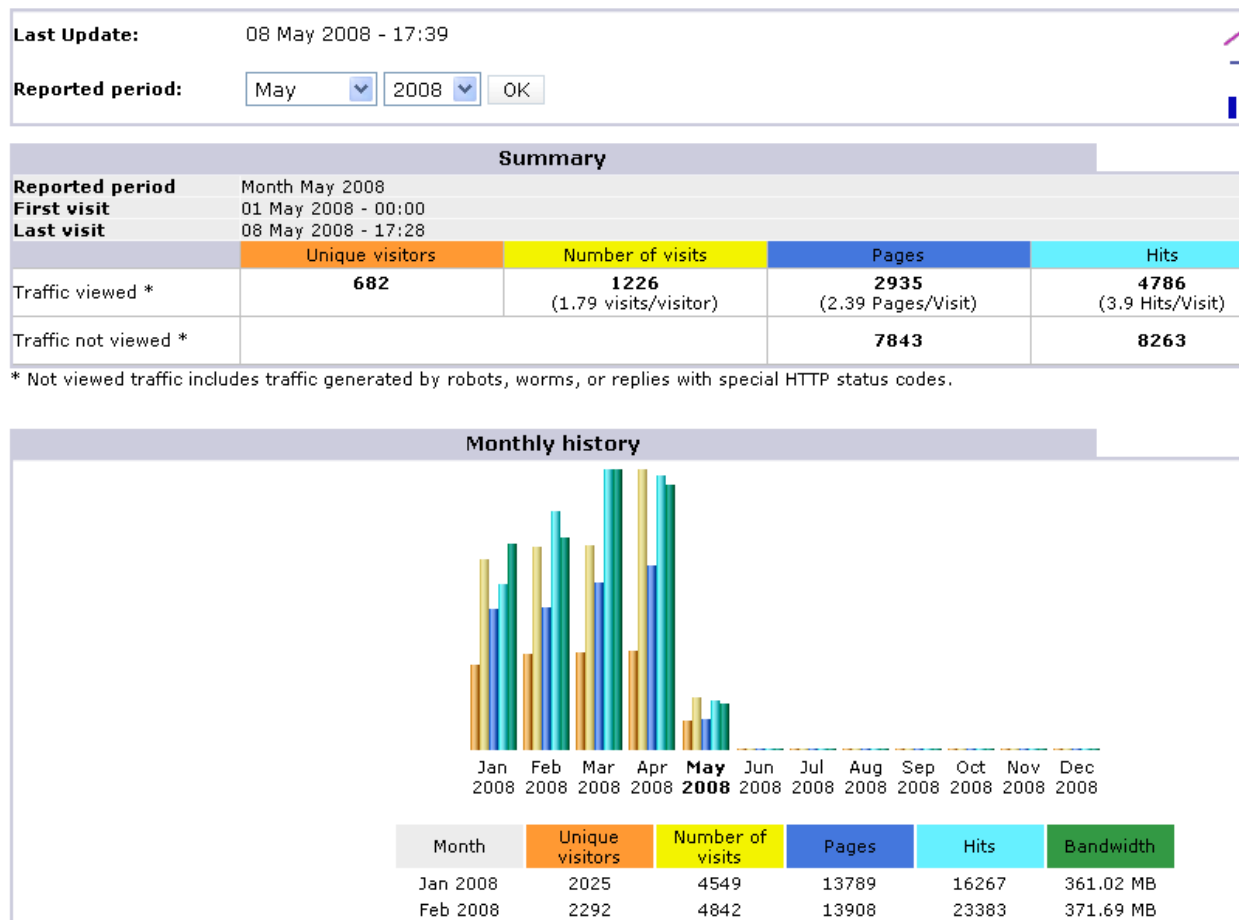 Last Update: 08 May 2008 - 17:39
Reported period: May 2008 OK
Summary
Reported period Month May 2008
First visit 01 May 2008 - 00:00
Last visit 08 May 2008 - 17:28
Unique visitors Number of visits Pages Hits
Traffic viewed * 682 1226 2935 4786
(1.79 visits/visitor) (2.39 Pages/Visit) (3.9 Hits/Visit)
Traffic not viewed * 7843 8263
* Not viewed traffic includes traffic generated by robots, worms, or replies with special HTTP status codes.
Monthly history
Jan Feb Mar Apr May Jun Jul Aug Sep Oct Nov Dec
2008 2008 2008 2008 2008 2008 2008 2008 2008 2008 2008 2008
Month Unique visitors Number of visits Pages Hits Bandwidth
Jan 2008 2025 4549 13789 16267 361.02 MB
Feb 2008 2292 4842 13908 23383 371.69 MB